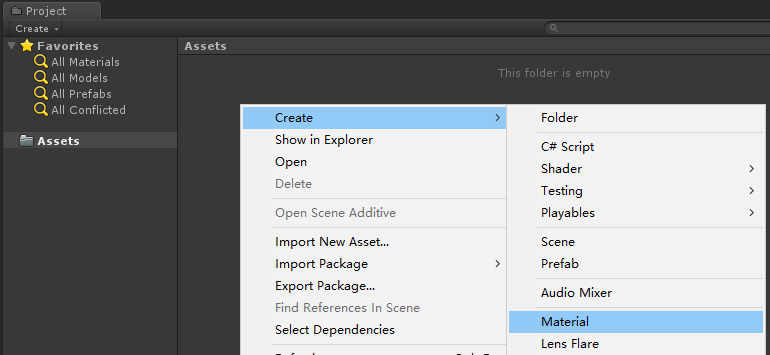 Project
Create
Favorites
All Materials
All Models
All Prefabs
All Conflicted
Assets
Assets
This folder is empty
Create
Show in Explorer
Open
Delete
Open Scene Additive
Import New Asset...
Import Package
Export Package...
Find References In Scene
Select Dependencies
Folder
C# Script
Shader
Testing
Playables
Scene
Prefab
Audio Mixer
Material
Lens Flare